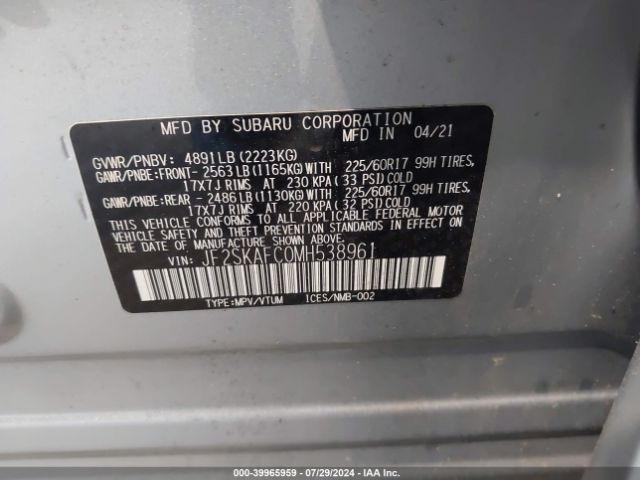 MFD BY SUBARU CORPORATION
MFD IN 04/21
GVWR/PNBV: 4891LB(2223KG)
GAWR/PNBE:FRONT- 2563LB(1165KG)WITH 225/60R17 99H TIRES,
17X7J RIMS AT 230 KPA(33 PSI)COLD
GAWR/PNBE:REAR -2486LB(1130KG)WITH 225/60R17 99H TIRES,
17X7J RIMS AT 220 KPA(32 PSI)COLD
THIS VEHICLE CONFORMS TO ALL APPLICABLE FEDERAL MOTOR
VEHICLE SAFETY AND THEFT PREVENTION STANDARDS IN EFFECT ON
THE DATE OF MANUFACTURE SHOWN ABOVE.
VIN: JF2SKAFC0MH538961
TYPE:MPV/VTUM ICES/NMB-002
000-39965959 / 07/29/2024 - IAA Inc.